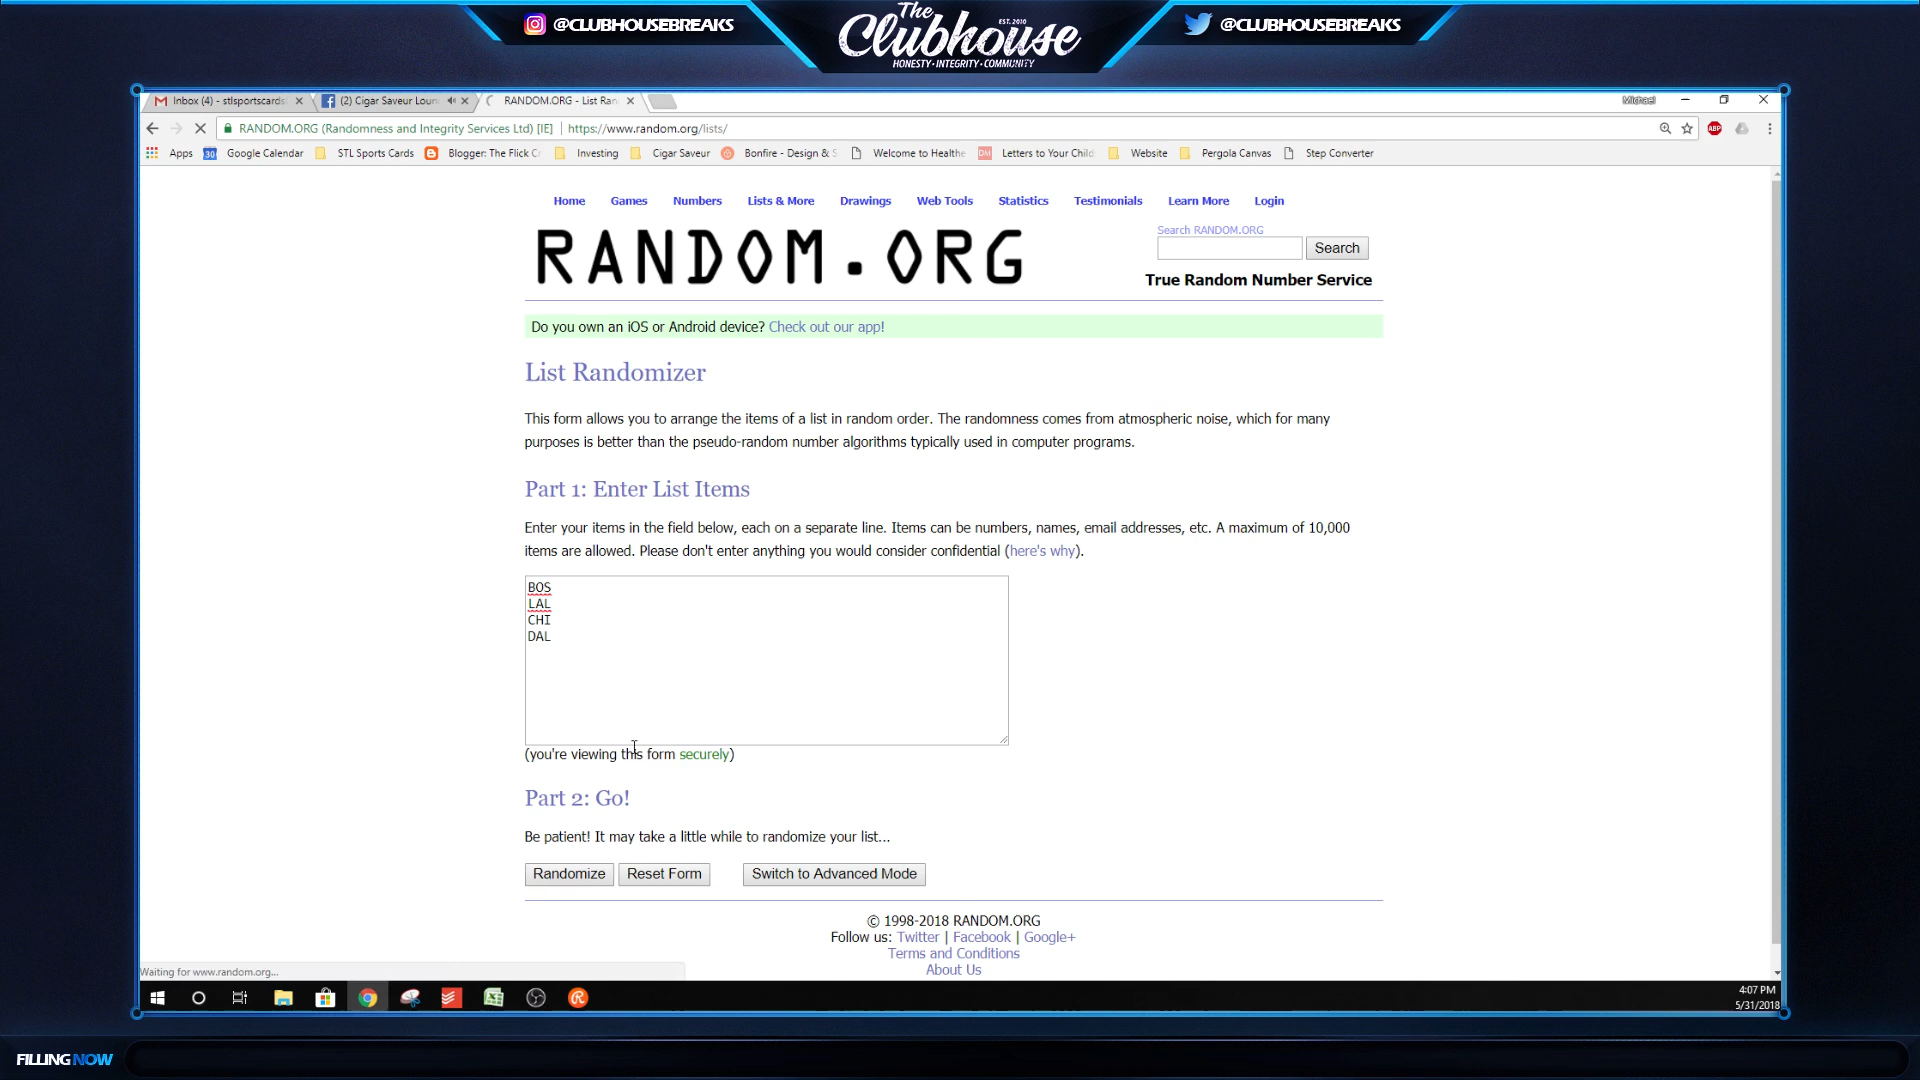 @CLUBHOUSEBREAKS
The
Clubhouse
EST. 2010
HONESTY • INTEGRITY • COMMUNITY
@CLUBHOUSEBREAKS
Inbox (4) - stlsportscards
(2) Cigar Saveur Loun
RANDOM.ORG - List Ran
Michael
RANDOM.ORG (Randomness and Integrity Services Ltd) [IE] | https://www.random.org/lists/
ABP
Apps
30 Google Calendar
STL Sports Cards
Blogger: The Flick C
Investing
Cigar Saveur
Bonfire - Design & S
Welcome to Healthe
DM Letters to Your Child
Website
Pergola Canvas
Step Converter
Home Games Numbers Lists & More Drawings Web Tools Statistics Testimonials Learn More Login
RANDOM.ORG
Search RANDOM.ORG
Search
True Random Number Service
Do you own an iOS or Android device? Check out our app!
List Randomizer
This form allows you to arrange the items of a list in random order. The randomness comes from atmospheric noise, which for many
purposes is better than the pseudo-random number algorithms typically used in computer programs.
Part 1: Enter List Items
Enter your items in the field below, each on a separate line. Items can be numbers, names, email addresses, etc. A maximum of 10,000
items are allowed. Please don't enter anything you would consider confidential (here's why).
BOS
LAL
CHI
DAL
(you're viewing this form securely)
Part 2: Go!
Be patient! It may take a little while to randomize your list...
Randomize Reset Form Switch to Advanced Mode
© 1998-2018 RANDOM.ORG
Follow us: Twitter | Facebook | Google+
Terms and Conditions
About Us
Waiting for www.random.org...
4:07 PM
5/31/2018
FILLING NOW